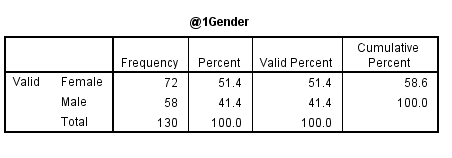 @1Gender
Frequency Percent Valid Percent Cumulative Percent
Valid Female 72 51.4 51.4 58.6
Male 58 41.4 41.4 100.0
Total 130 100.0 100.0